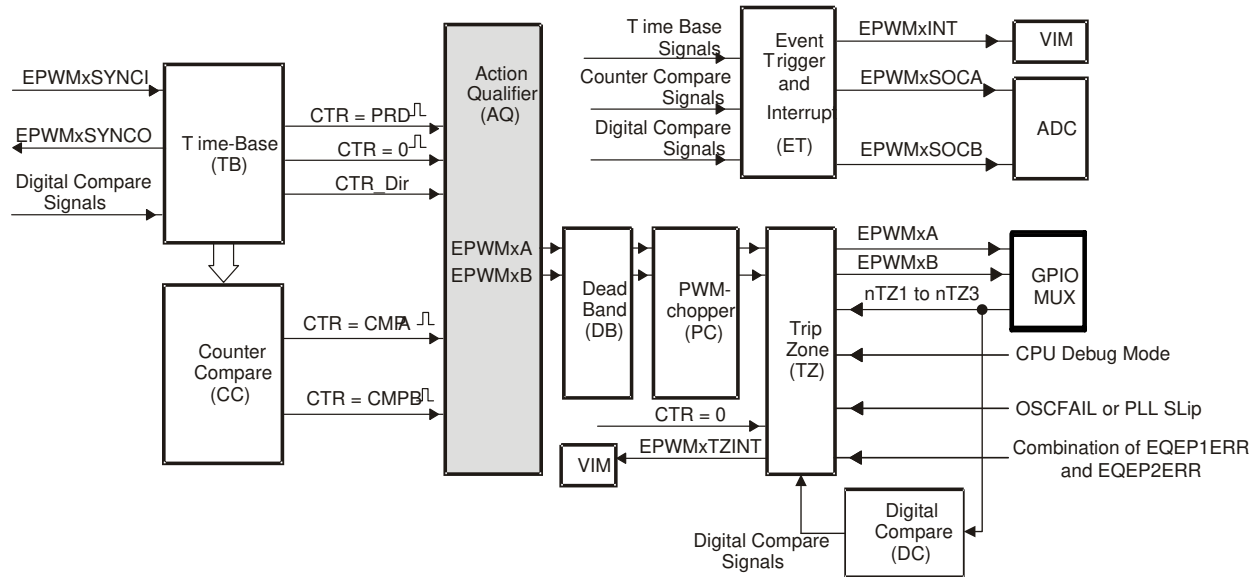 EPWMxSYNCI
EPWMxSYNCO
Digital Compare
Signals
Time-Base
(TB)
CTR = PRD
CTR = 0
CTR_Dir
Counter
Compare
(CC)
CTR = CMPA
CTR = CMPB
Action
Qualifier
(AQ)
EPWMxA
EPWMxB
Time Base
Signals
Counter Compare
Signals
Digital Compare
Signals
Event
Trigger
and
Interrupt
(ET)
EPWMxINT
EPWMxSOCA
EPWMxSOCB
VIM
ADC
Dead
Band
(DB)
PWM-
chopper
(PC)
Trip
Zone
(TZ)
EPWMxA
EPWMxB
nTZ1 to nTZ3
GPIO
MUX
CPU Debug Mode
OSCFAIL or PLL SLip
Combination of EQEP1ERR
and EQEP2ERR
CTR = 0
EPWMxTZINT
VIM
Digital Compare
Signals
Digital
Compare
(DC)